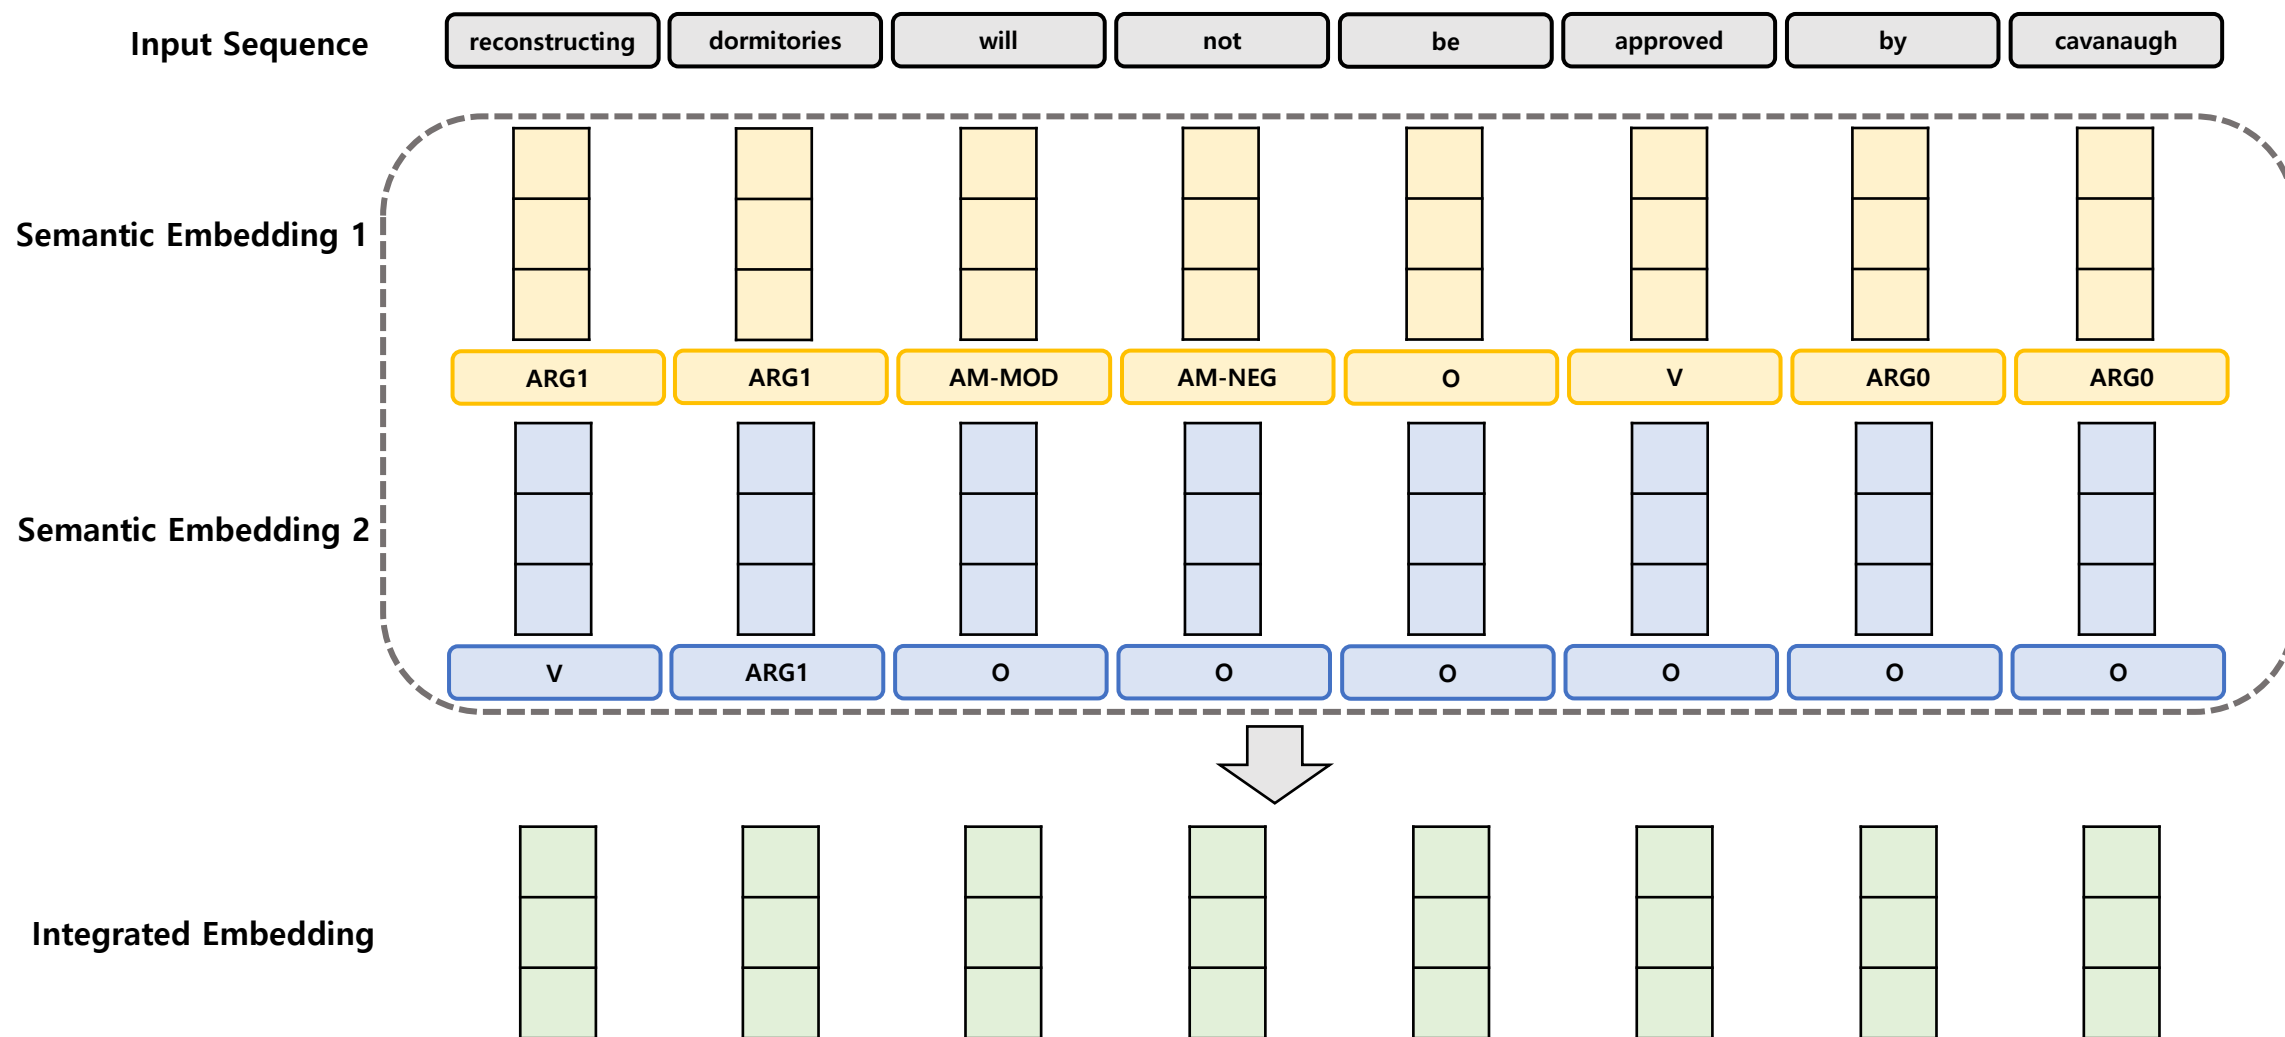 Input Sequence reconstructing dormitories will not be approved by cavanaugh
Semantic Embedding 1
ARG1 ARG1 AM-MOD AM-NEG O V ARG0 ARG0
Semantic Embedding 2
V ARG1 O O O O O O
Integrated Embedding